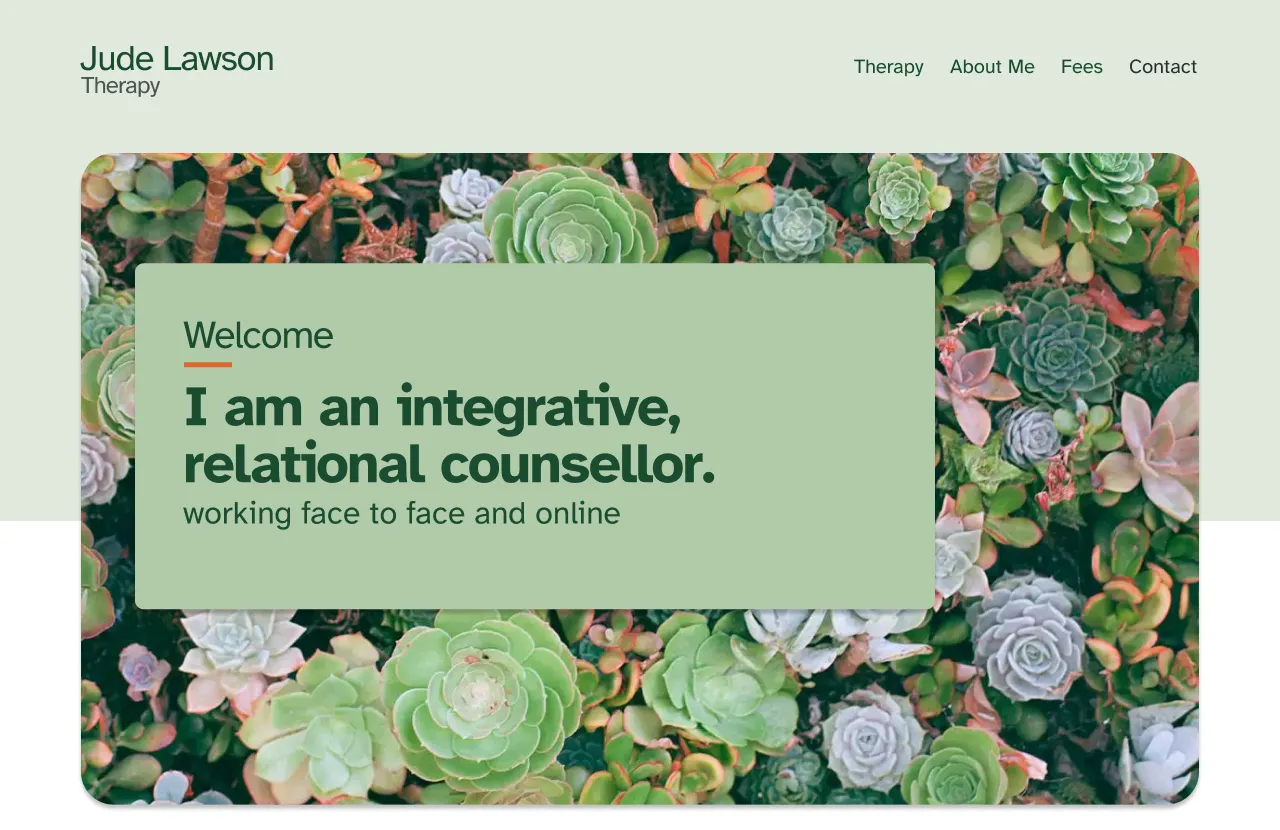 Jude Lawson
Therapy
Therapy About Me Fees Contact
Welcome
I am an integrative,
relational counsellor.
working face to face and online